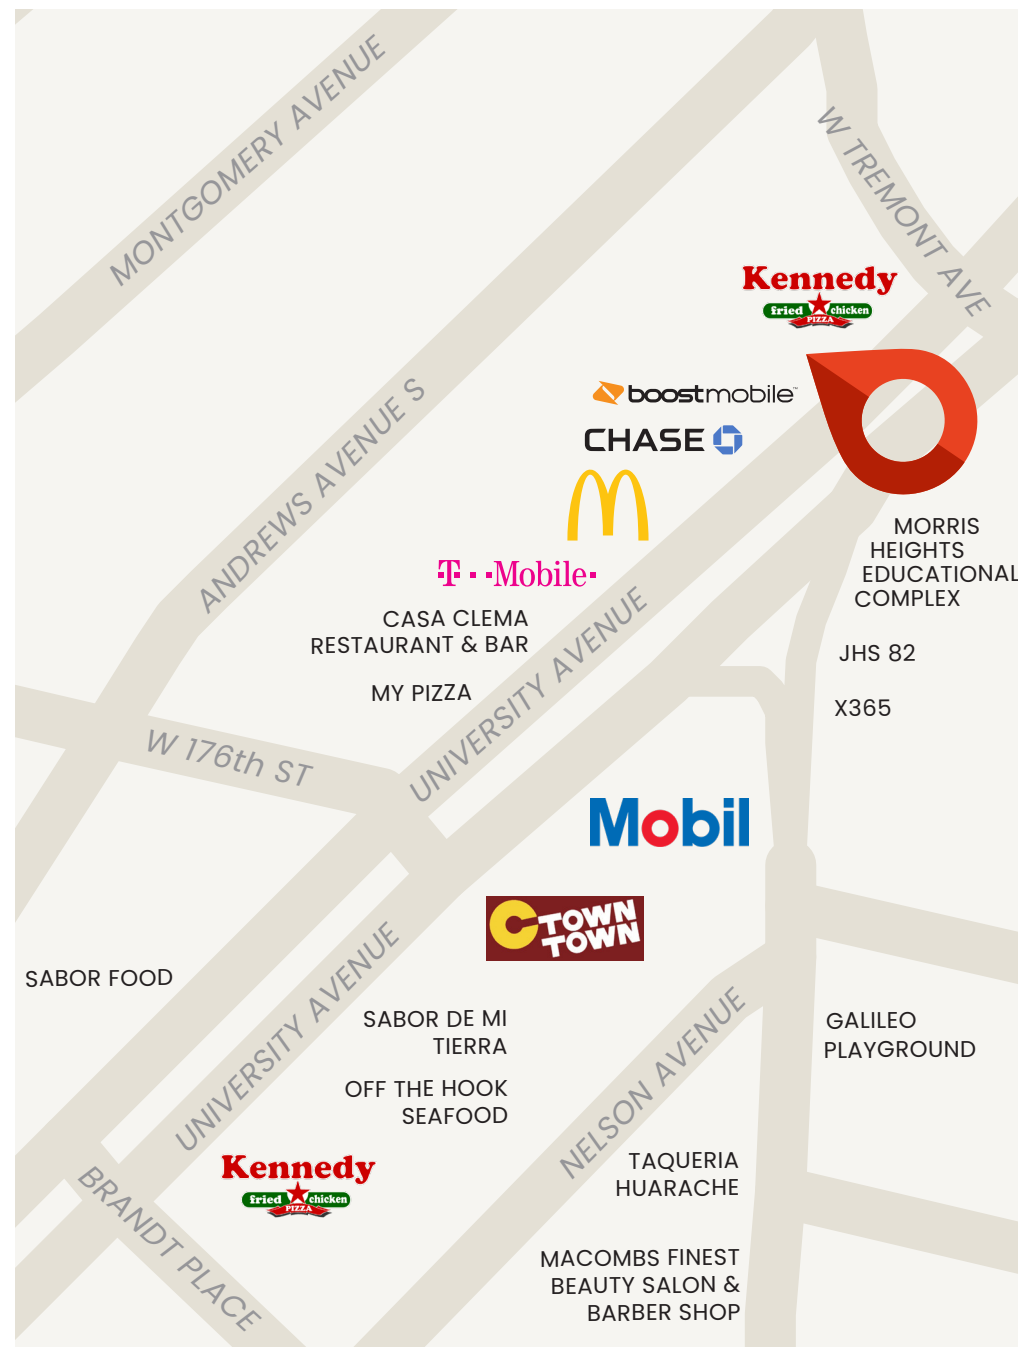 MONTGOMERY AVENUE
W TREMONT AVE
Kennedy
fried chicken
PIZZA
boostmobile™
CHASE
ANDREWS AVENUE S
MORRIS
HEIGHTS
EDUCATIONAL
COMPLEX
T··Mobile·
CASA CLEMA
RESTAURANT & BAR
UNIVERSITY AVENUE
JHS 82
MY PIZZA
X365
W 176th ST
Mobil
C TOWN
TOWN
SABOR FOOD
UNIVERSITY AVENUE
SABOR DE MI
TIERRA
NELSON AVENUE
GALILEO
PLAYGROUND
OFF THE HOOK
SEAFOOD
Kennedy
fried chicken
PIZZA
TAQUERIA
HUARACHE
BRANDT PLACE
MACOMBS FINEST
BEAUTY SALON &
BARBER SHOP